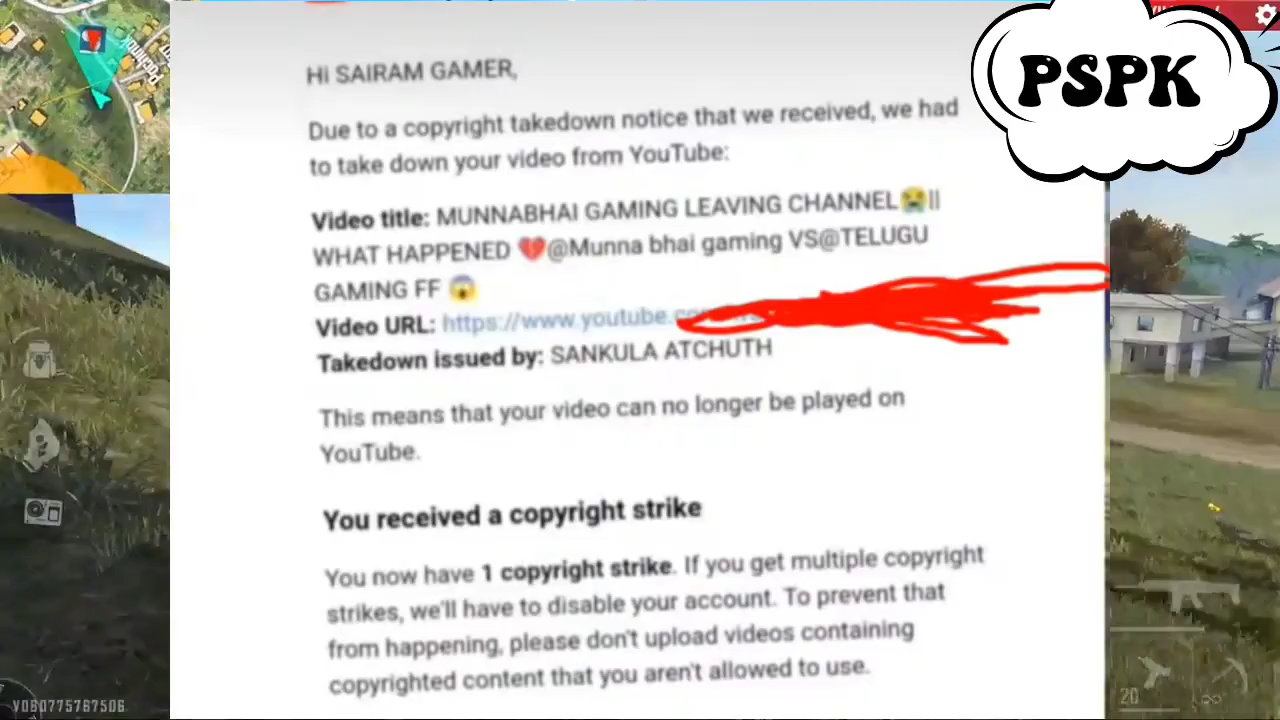 PSPK
Hi SAIRAM GAMER,
Due to a copyright takedown notice that we received, we had
to take down your video from YouTube:
Video title: MUNNABHAI GAMING LEAVING CHANNEL😭||
WHAT HAPPENED 💔@Munna bhai gaming VS@TELUGU
GAMING FF 😱
Video URL: https://www.youtube.
Takedown issued by: SANKULA ATCHUTH
This means that your video can no longer be played on
YouTube.
You received a copyright strike
You now have 1 copyright strike. If you get multiple copyright
strikes, we'll have to disable your account. To prevent that
from happening, please don't upload videos containing
copyrighted content that you aren't allowed to use.
20